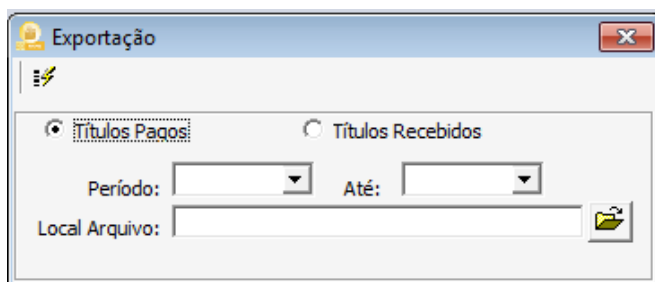 Exportação
Títulos Pagos Títulos Recebidos
Período: Até:
Local Arquivo: